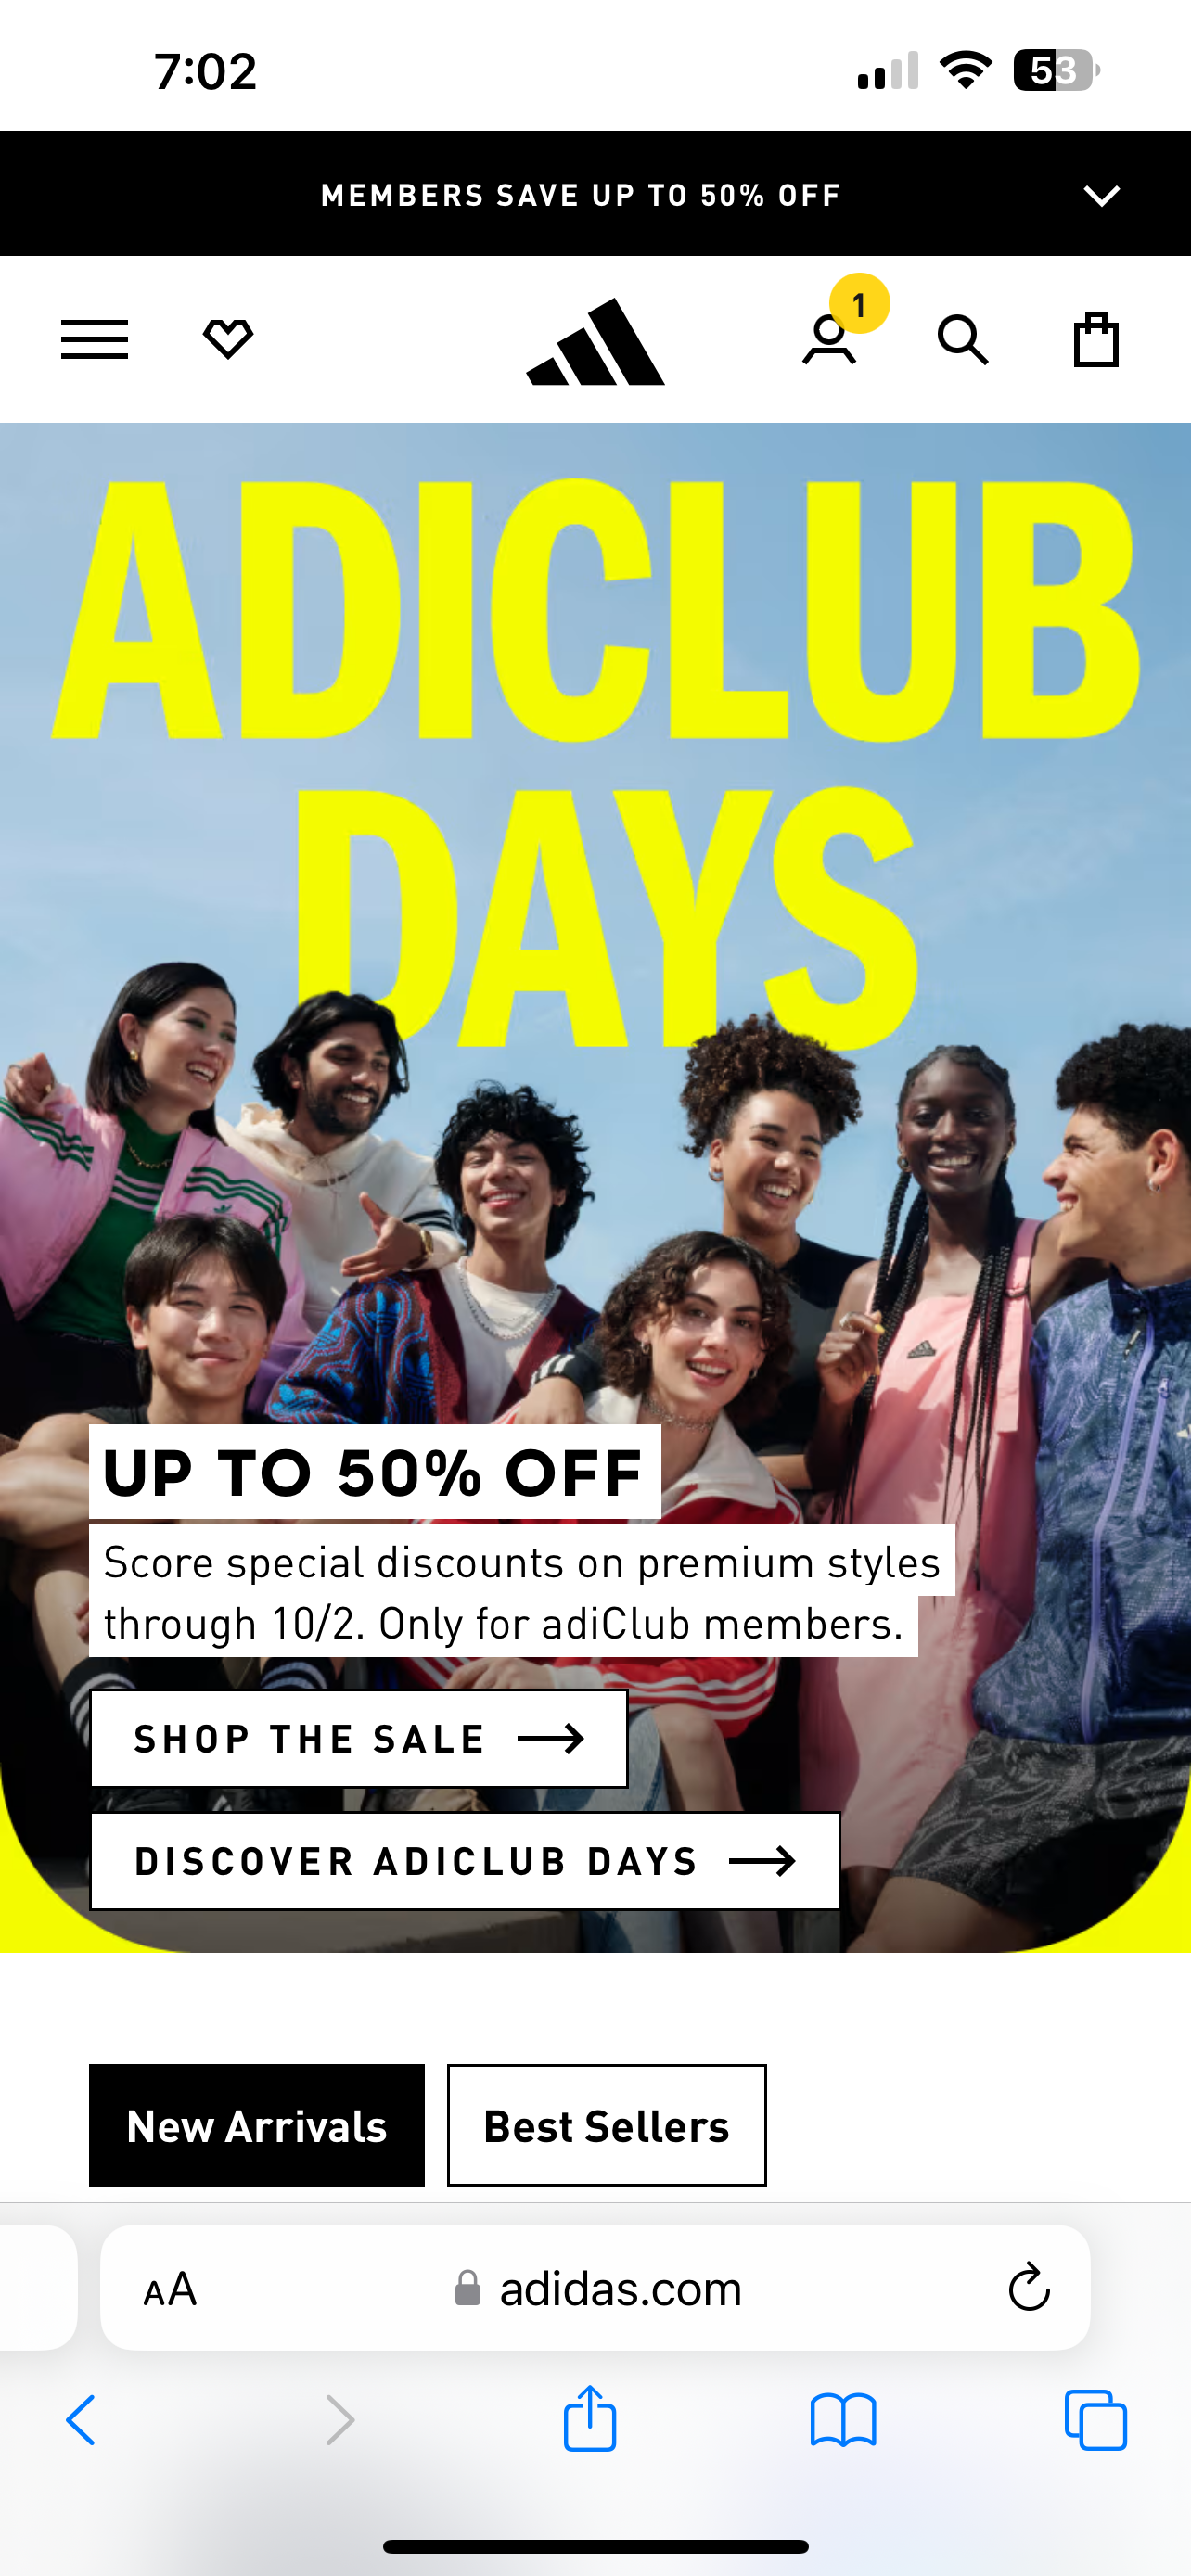 7:02
53
MEMBERS SAVE UP TO 50% OFF
1
ADICLUB
DAYS
UP TO 50% OFF
Score special discounts on premium styles
through 10/2. Only for adiClub members.
SHOP THE SALE
DISCOVER ADICLUB DAYS
New Arrivals
Best Sellers
AA
adidas.com